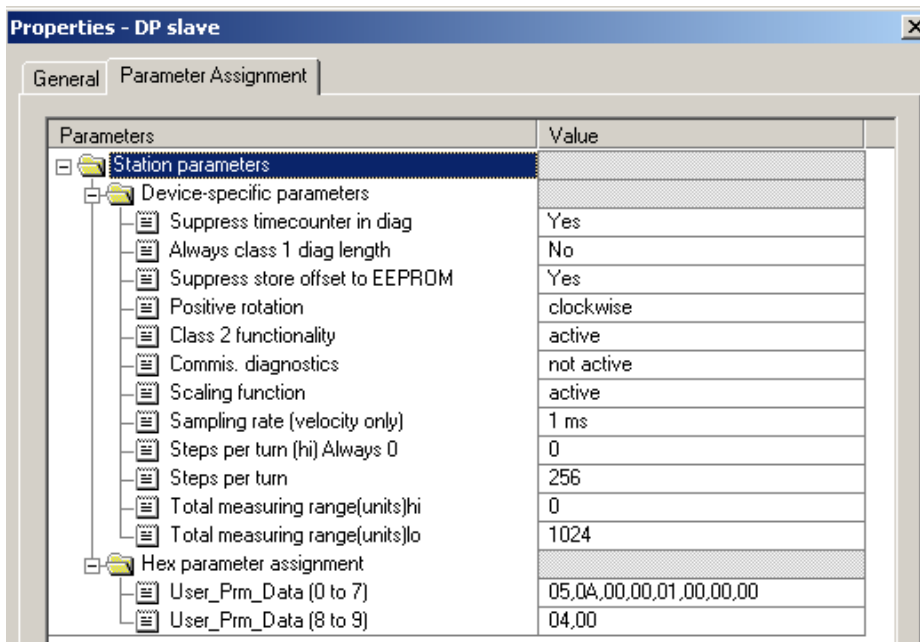 Properties - DP slave
General Parameter Assignment
Parameters Value
Station parameters
Device-specific parameters
Suppress timecounter in diag Yes
Always class 1 diag length No
Suppress store offset to EEPROM Yes
Positive rotation clockwise
Class 2 functionality active
Commis. diagnostics not active
Scaling function active
Sampling rate (velocity only) 1 ms
Steps per turn (hi) Always 0 0
Steps per turn 256
Total measuring range(units)hi 0
Total measuring range(units)lo 1024
Hex parameter assignment
User_Prm_Data (0 to 7) 05,0A,00,00,01,00,00,00
User_Prm_Data (8 to 9) 04,00